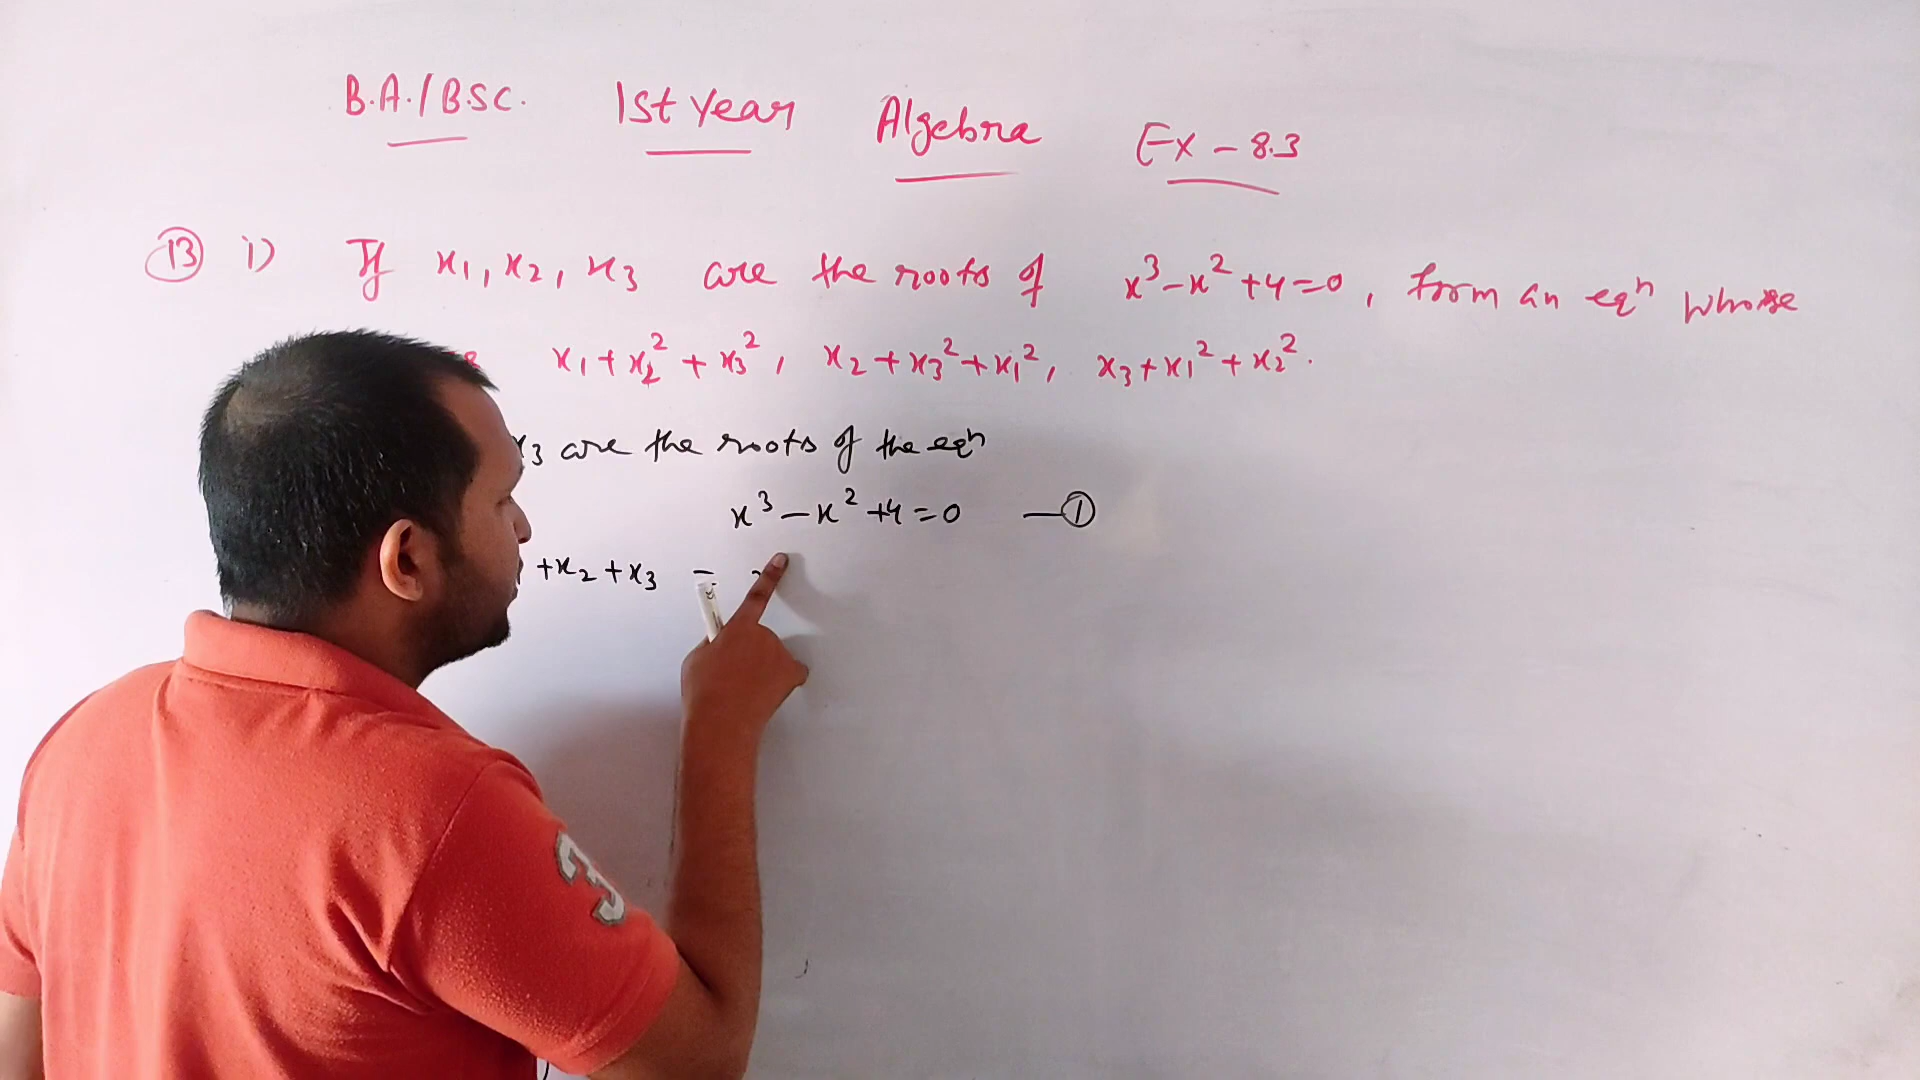 B.A./B.SC. 1st Year Algebra Ex - 8.3
(13) i) If x₁, x₂, x₃ are the roots of x³-x²+4=0, form an eqⁿ whose
x₁+x₂²+x₃², x₂+x₃²+x₁², x₃+x₁²+x₂².
x₃ are the roots of the eqⁿ
x³-x²+4=0 —①
+x₂+x₃ =
3